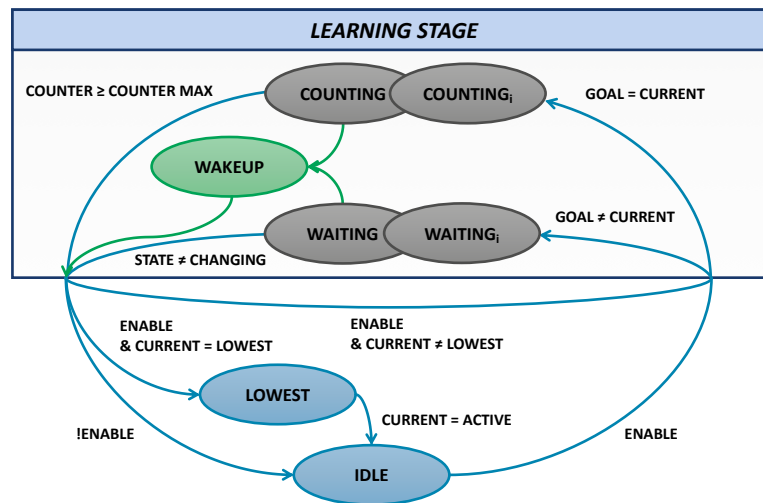 LEARNING STAGE
COUNTER ≥ COUNTER MAX
COUNTING
COUNTINGi
GOAL = CURRENT
WAKEUP
GOAL ≠ CURRENT
WAITING
WAITINGi
STATE ≠ CHANGING
ENABLE
& CURRENT = LOWEST
ENABLE
& CURRENT ≠ LOWEST
LOWEST
CURRENT = ACTIVE
!ENABLE
ENABLE
IDLE